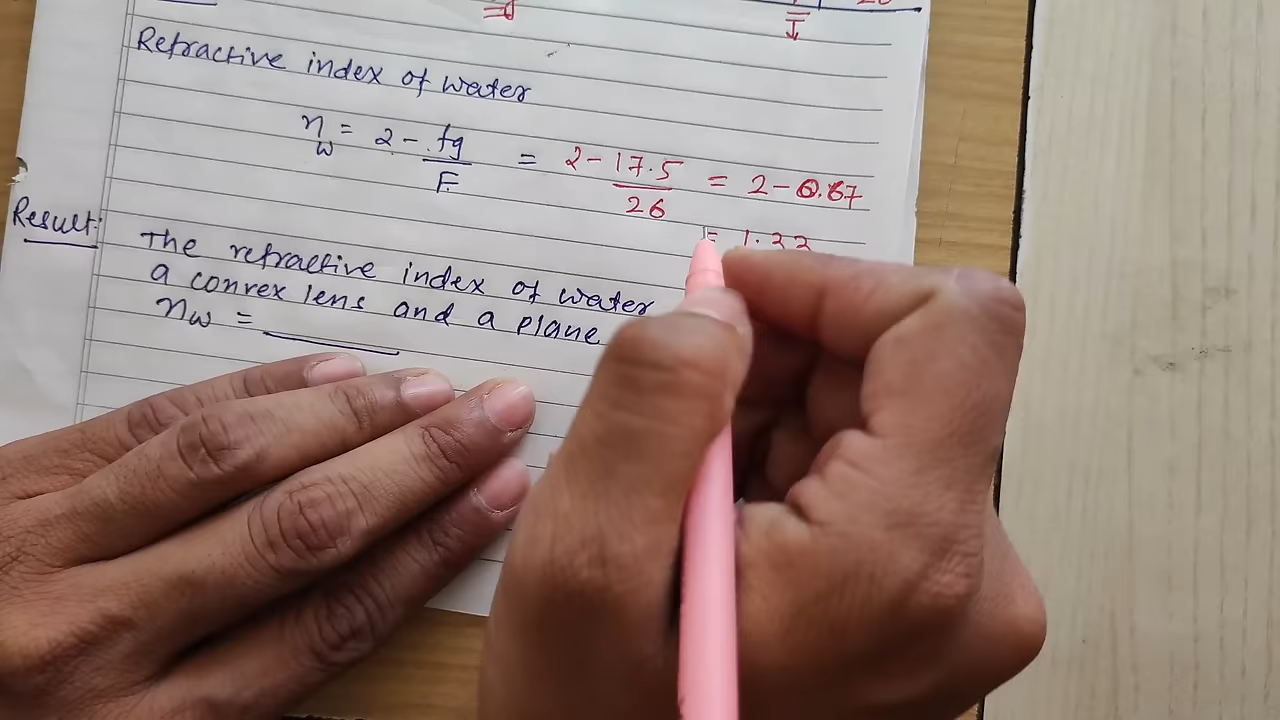 Refractive index of water
nw = 2 - fg/F = 2 - 17.5/26 = 2 - 0.67
= 1.33
Result: The refractive index of water
a convex lens and a plane
nw =